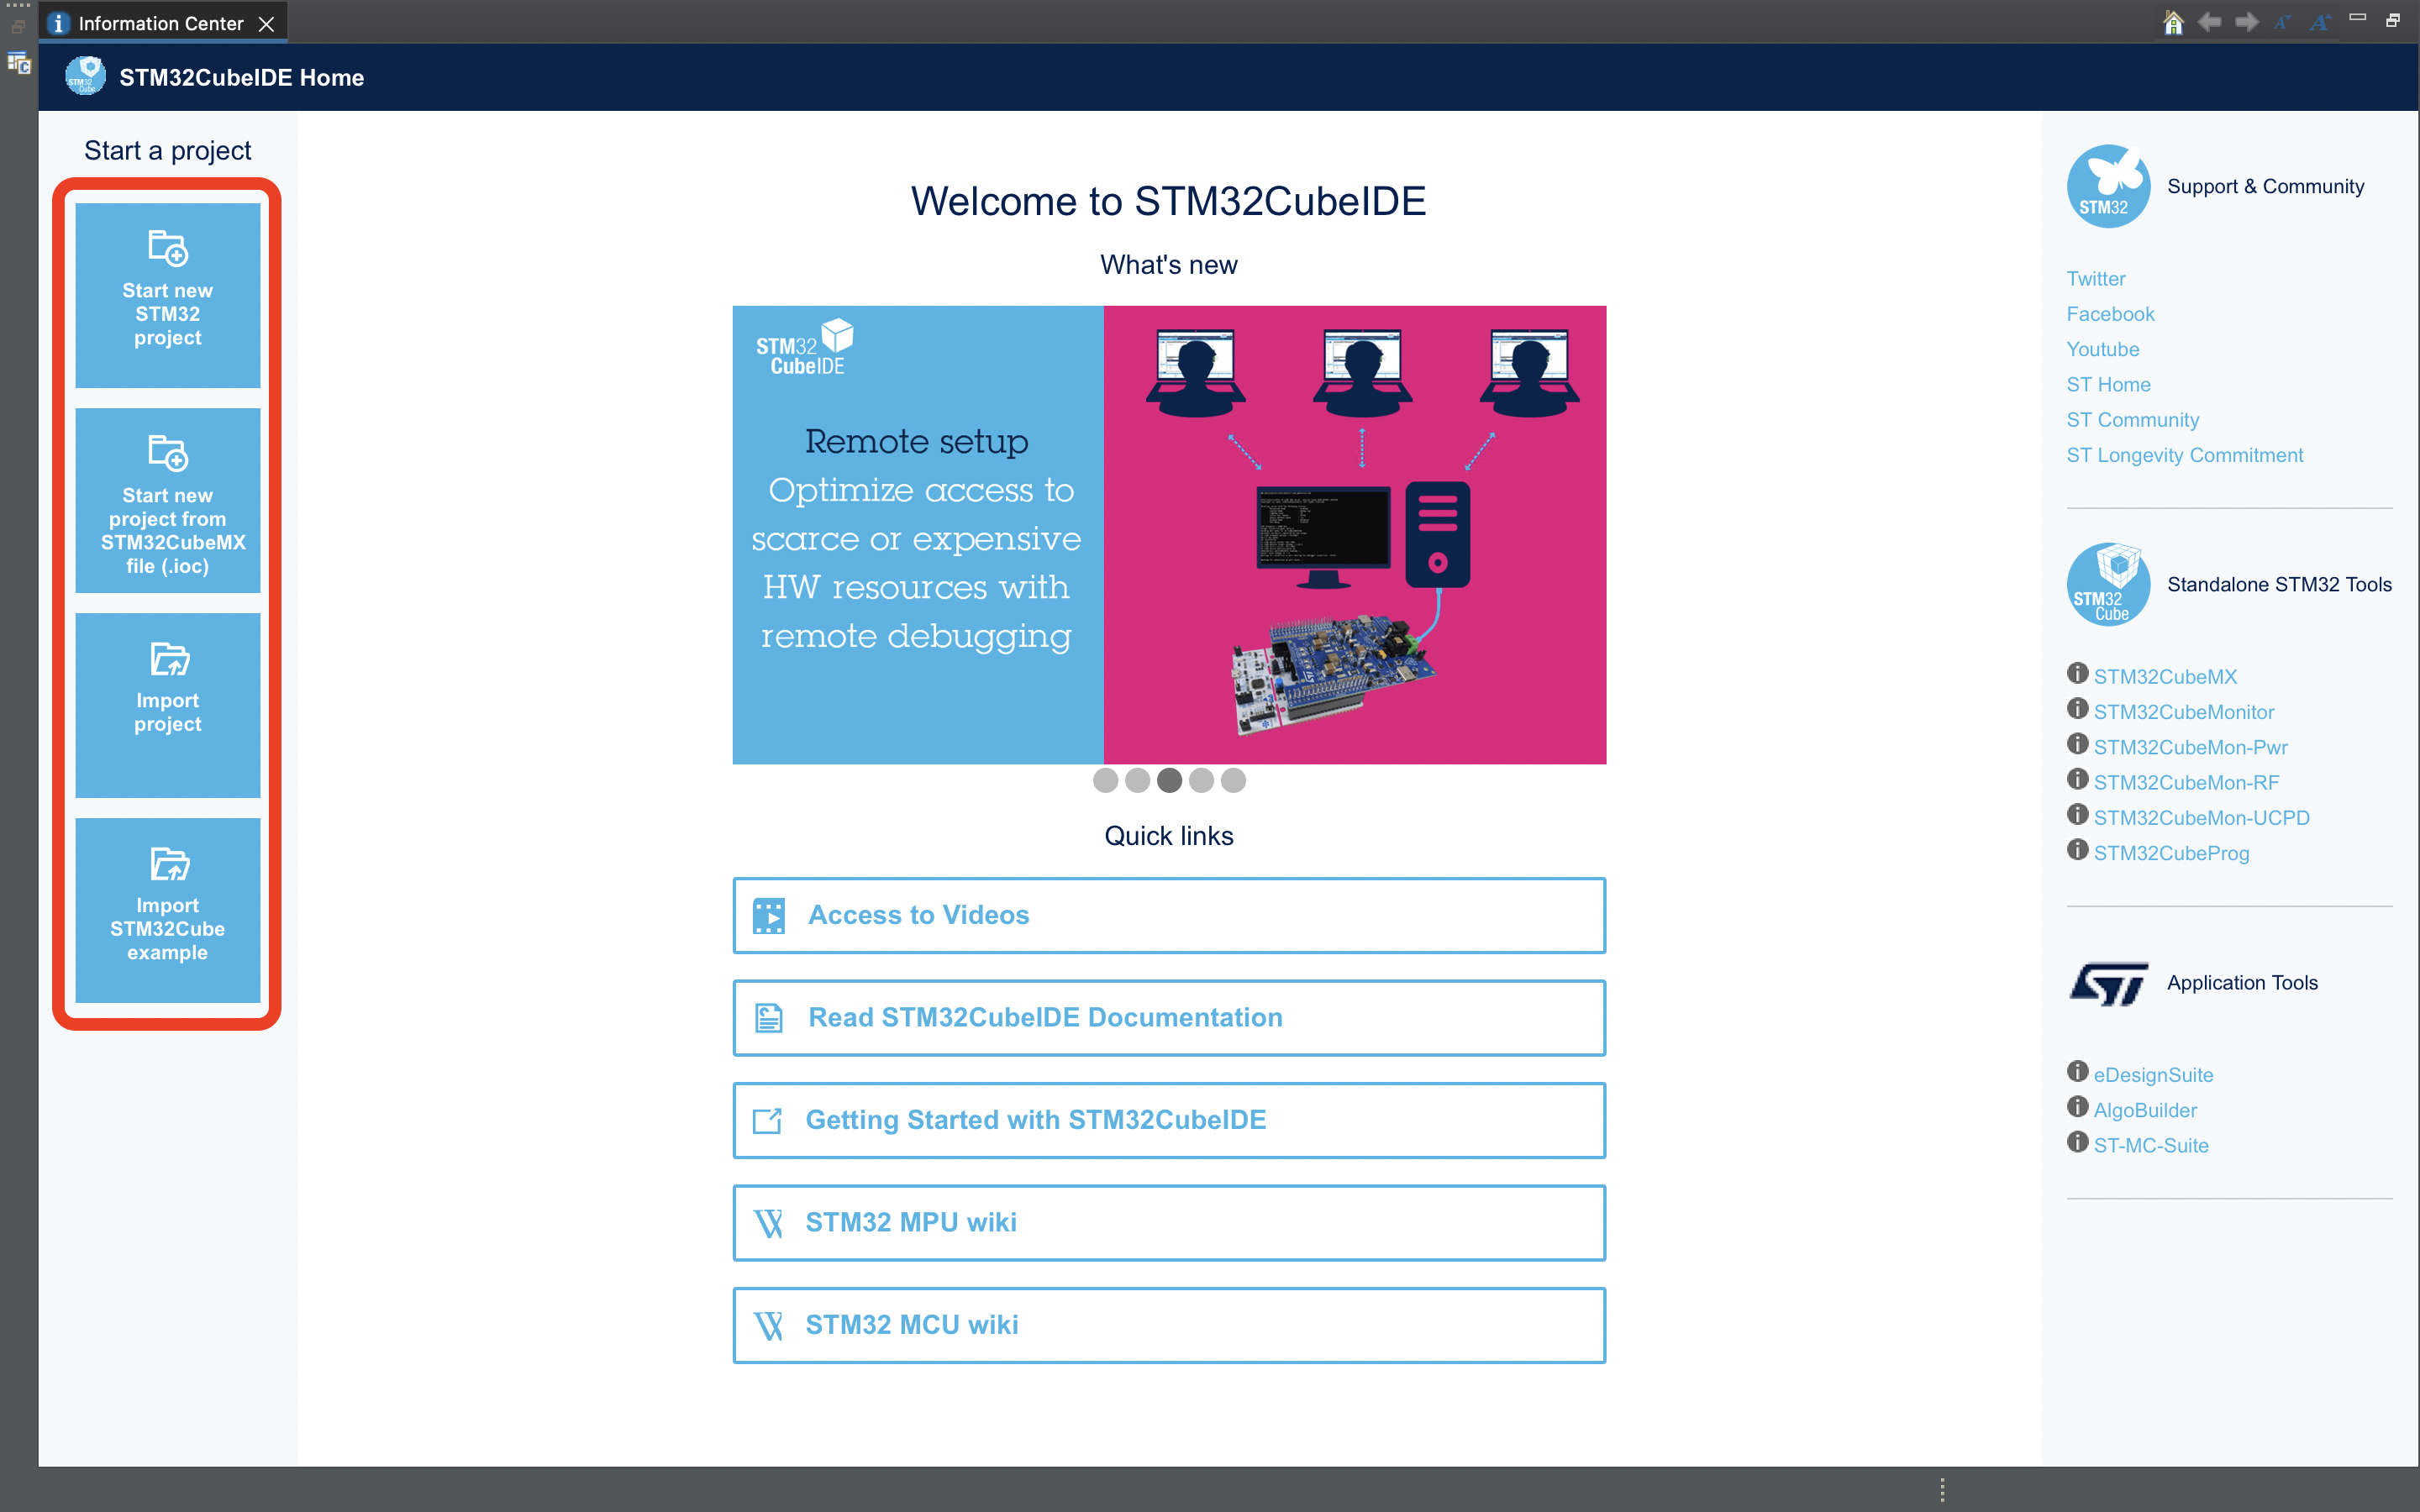 Information Center
STM32CubeIDE Home
Start a project
Start new
STM32
project
Start new
project from
STM32CubeMX
file (.ioc)
Import
project
Import
STM32Cube
example
Welcome to STM32CubeIDE
What's new
STM32
CubeIDE
Remote setup
Optimize access to
scarce or expensive
HW resources with
remote debugging
Quick links
Access to Videos
Read STM32CubeIDE Documentation
Getting Started with STM32CubeIDE
STM32 MPU wiki
STM32 MCU wiki
STM32
Support & Community
Twitter
Facebook
Youtube
ST Home
ST Community
ST Longevity Commitment
STM32
Cube
Standalone STM32 Tools
STM32CubeMX
STM32CubeMonitor
STM32CubeMon-Pwr
STM32CubeMon-RF
STM32CubeMon-UCPD
STM32CubeProg
ST
Application Tools
eDesignSuite
AlgoBuilder
ST-MC-Suite